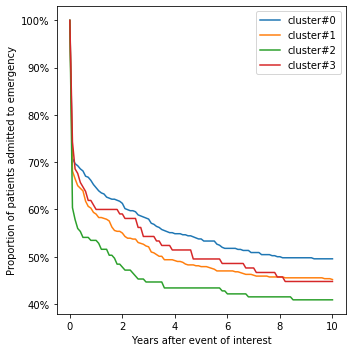 cluster#0
cluster#1
cluster#2
cluster#3
100%
90%
80%
70%
60%
50%
40%
Proportion of patients admitted to emergency
0
2
4
6
8
10
Years after event of interest